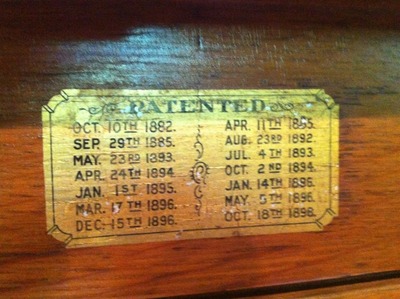 PATENTED
OCT. 10TH 1882.
SEP. 29TH 1885.
MAY. 23RD 1893.
APR. 24TH 1894.
JAN. 1ST 1895.
MAR. 17TH 1896.
DEC. 15TH 1896.
APR. 11TH
AUG. 23RD 1892
JUL. 4TH 1893.
OCT. 2ND 1894.
JAN. 14TH 1896.
MAY 5TH 1896.
OCT. 18TH 1898.